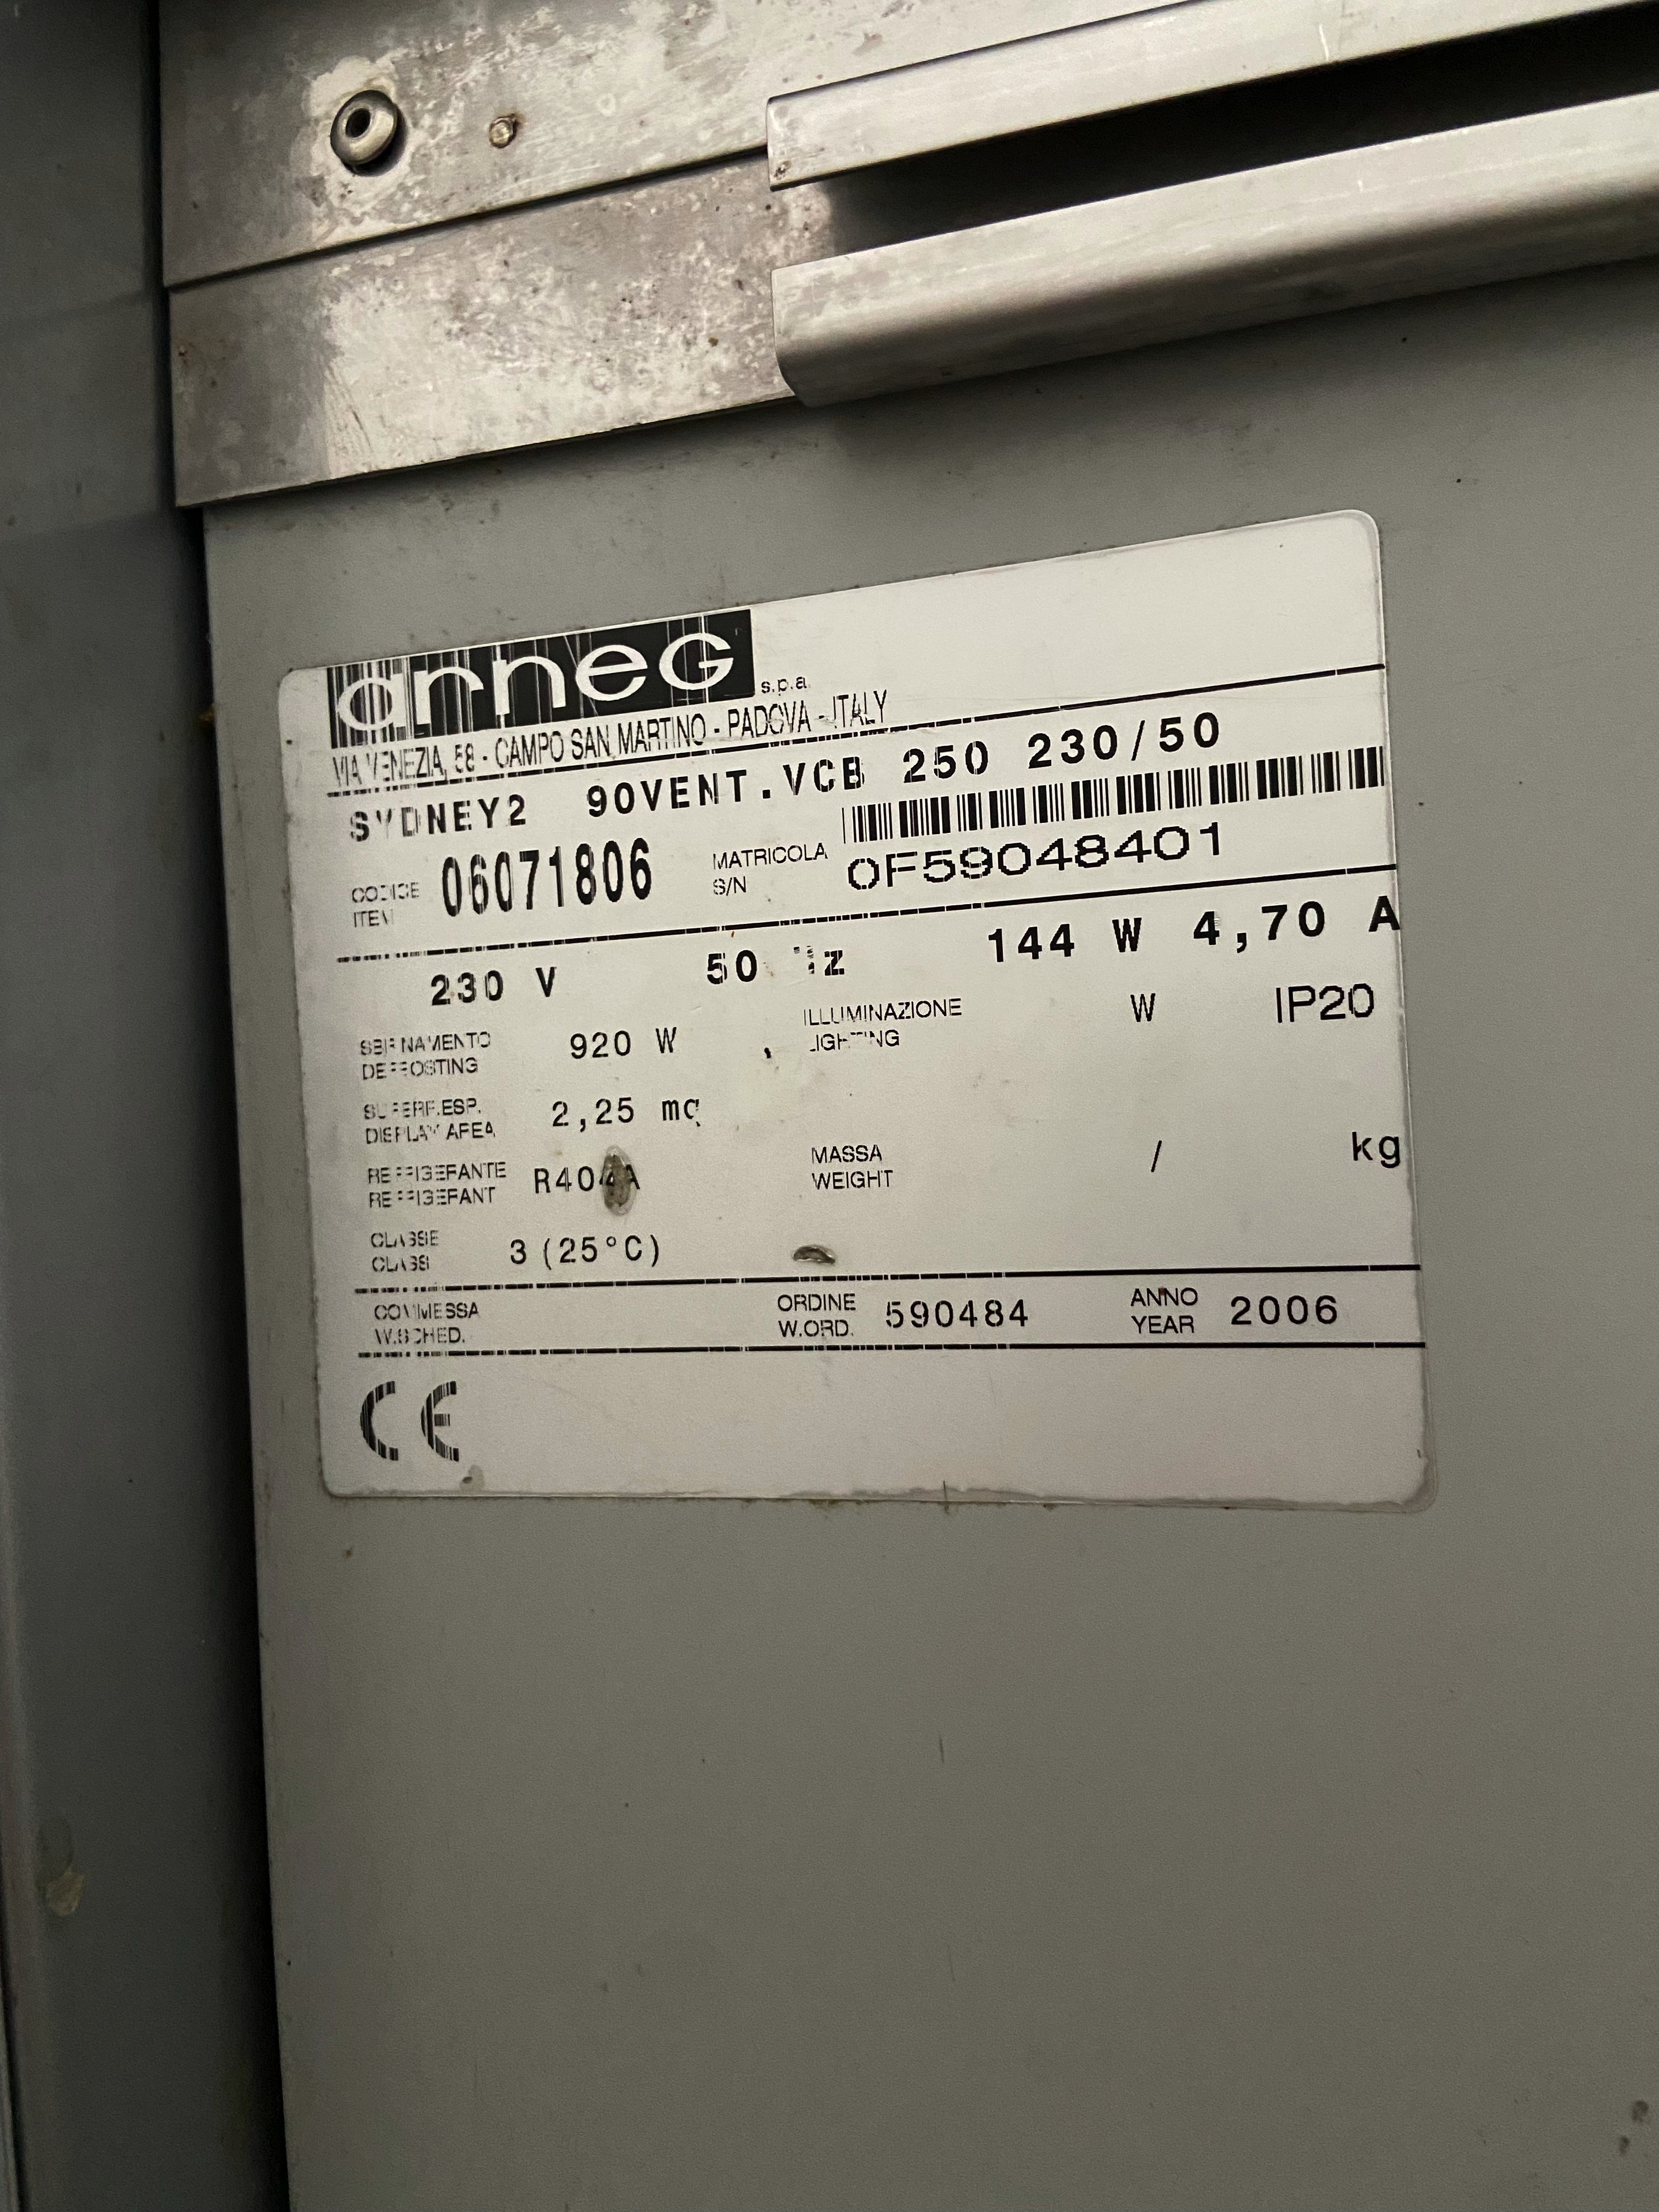 arneg s.p.a.
VIA VENEZIA, 58 - CAMPO SAN MARTINO - PADOVA - ITALY
SYDNEY2 90VENT.VCB 250 230/50
CODICE
ITEM
06071806
MATRICOLA
S/N
0F59048401
230 V 50 Hz 144 W 4,70 A
SBRINAMENTO
DEFROSTING
920 W
ILLUMINAZIONE
LIGHTING
W IP20
SUPERF.ESP.
DISPLAY AREA
2,25 mq
REFRIGERANTE
REFRIGERANT
R404A
MASSA
WEIGHT
/ kg
CLASSE
CLASS
3 (25°C)
COMMESSA
W.SCHED.
ORDINE
W.ORD.
590484
ANNO
YEAR
2006
CE